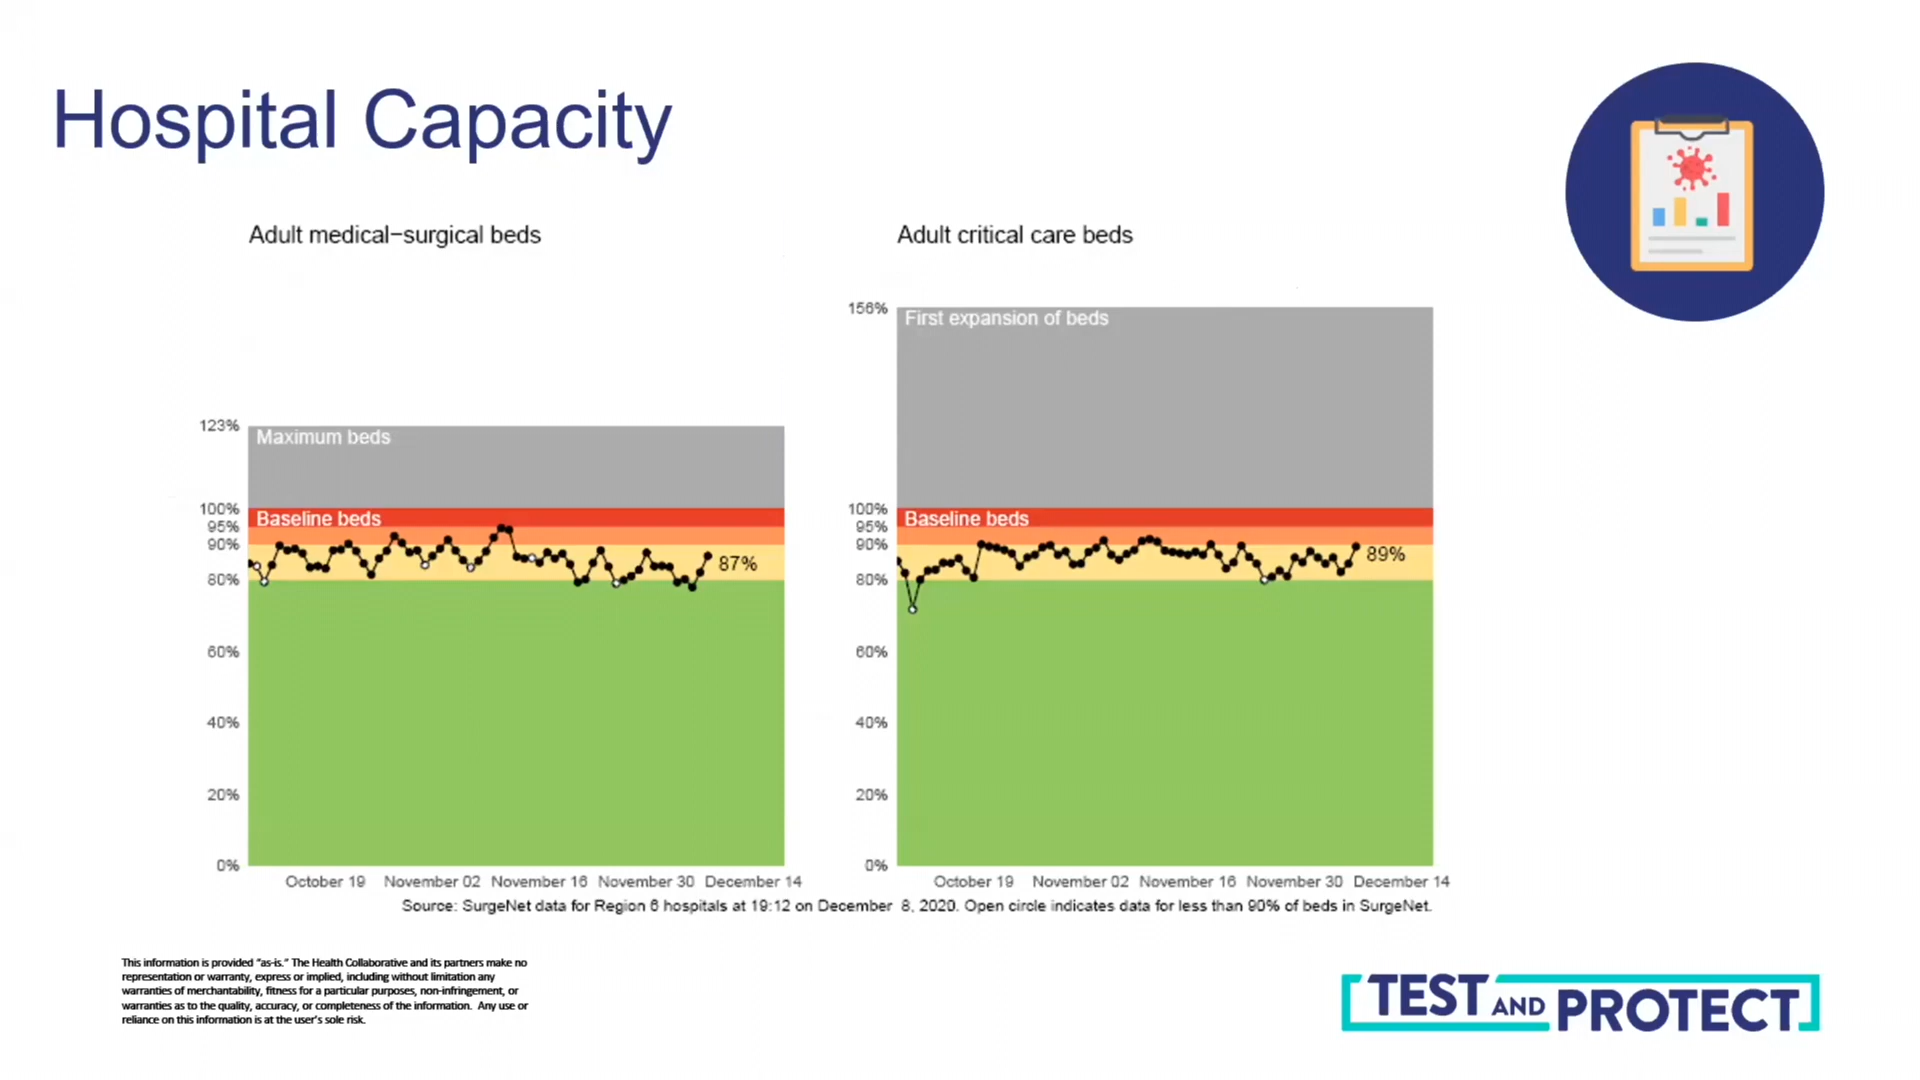 Hospital Capacity
Adult medical–surgical beds
123%
Maximum beds
100%
Baseline beds
95%
90%
87%
80%
60%
40%
20%
0%
October 19 November 02 November 16 November 30 December 14
Adult critical care beds
156%
First expansion of beds
100%
Baseline beds
95%
90%
89%
80%
60%
40%
20%
0%
October 19 November 02 November 16 November 30 December 14
Source: SurgeNet data for Region 6 hospitals at 19:12 on December 8, 2020. Open circle indicates data for less than 90% of beds in SurgeNet.
This information is provided “as-is.” The Health Collaborative and its partners make no
representation or warranty, express or implied, including without limitation any
warranties of merchantability, fitness for a particular purposes, non-infringement, or
warranties as to the quality, accuracy, or completeness of the information. Any use or
reliance on this information is at the user's sole risk.
TEST AND PROTECT